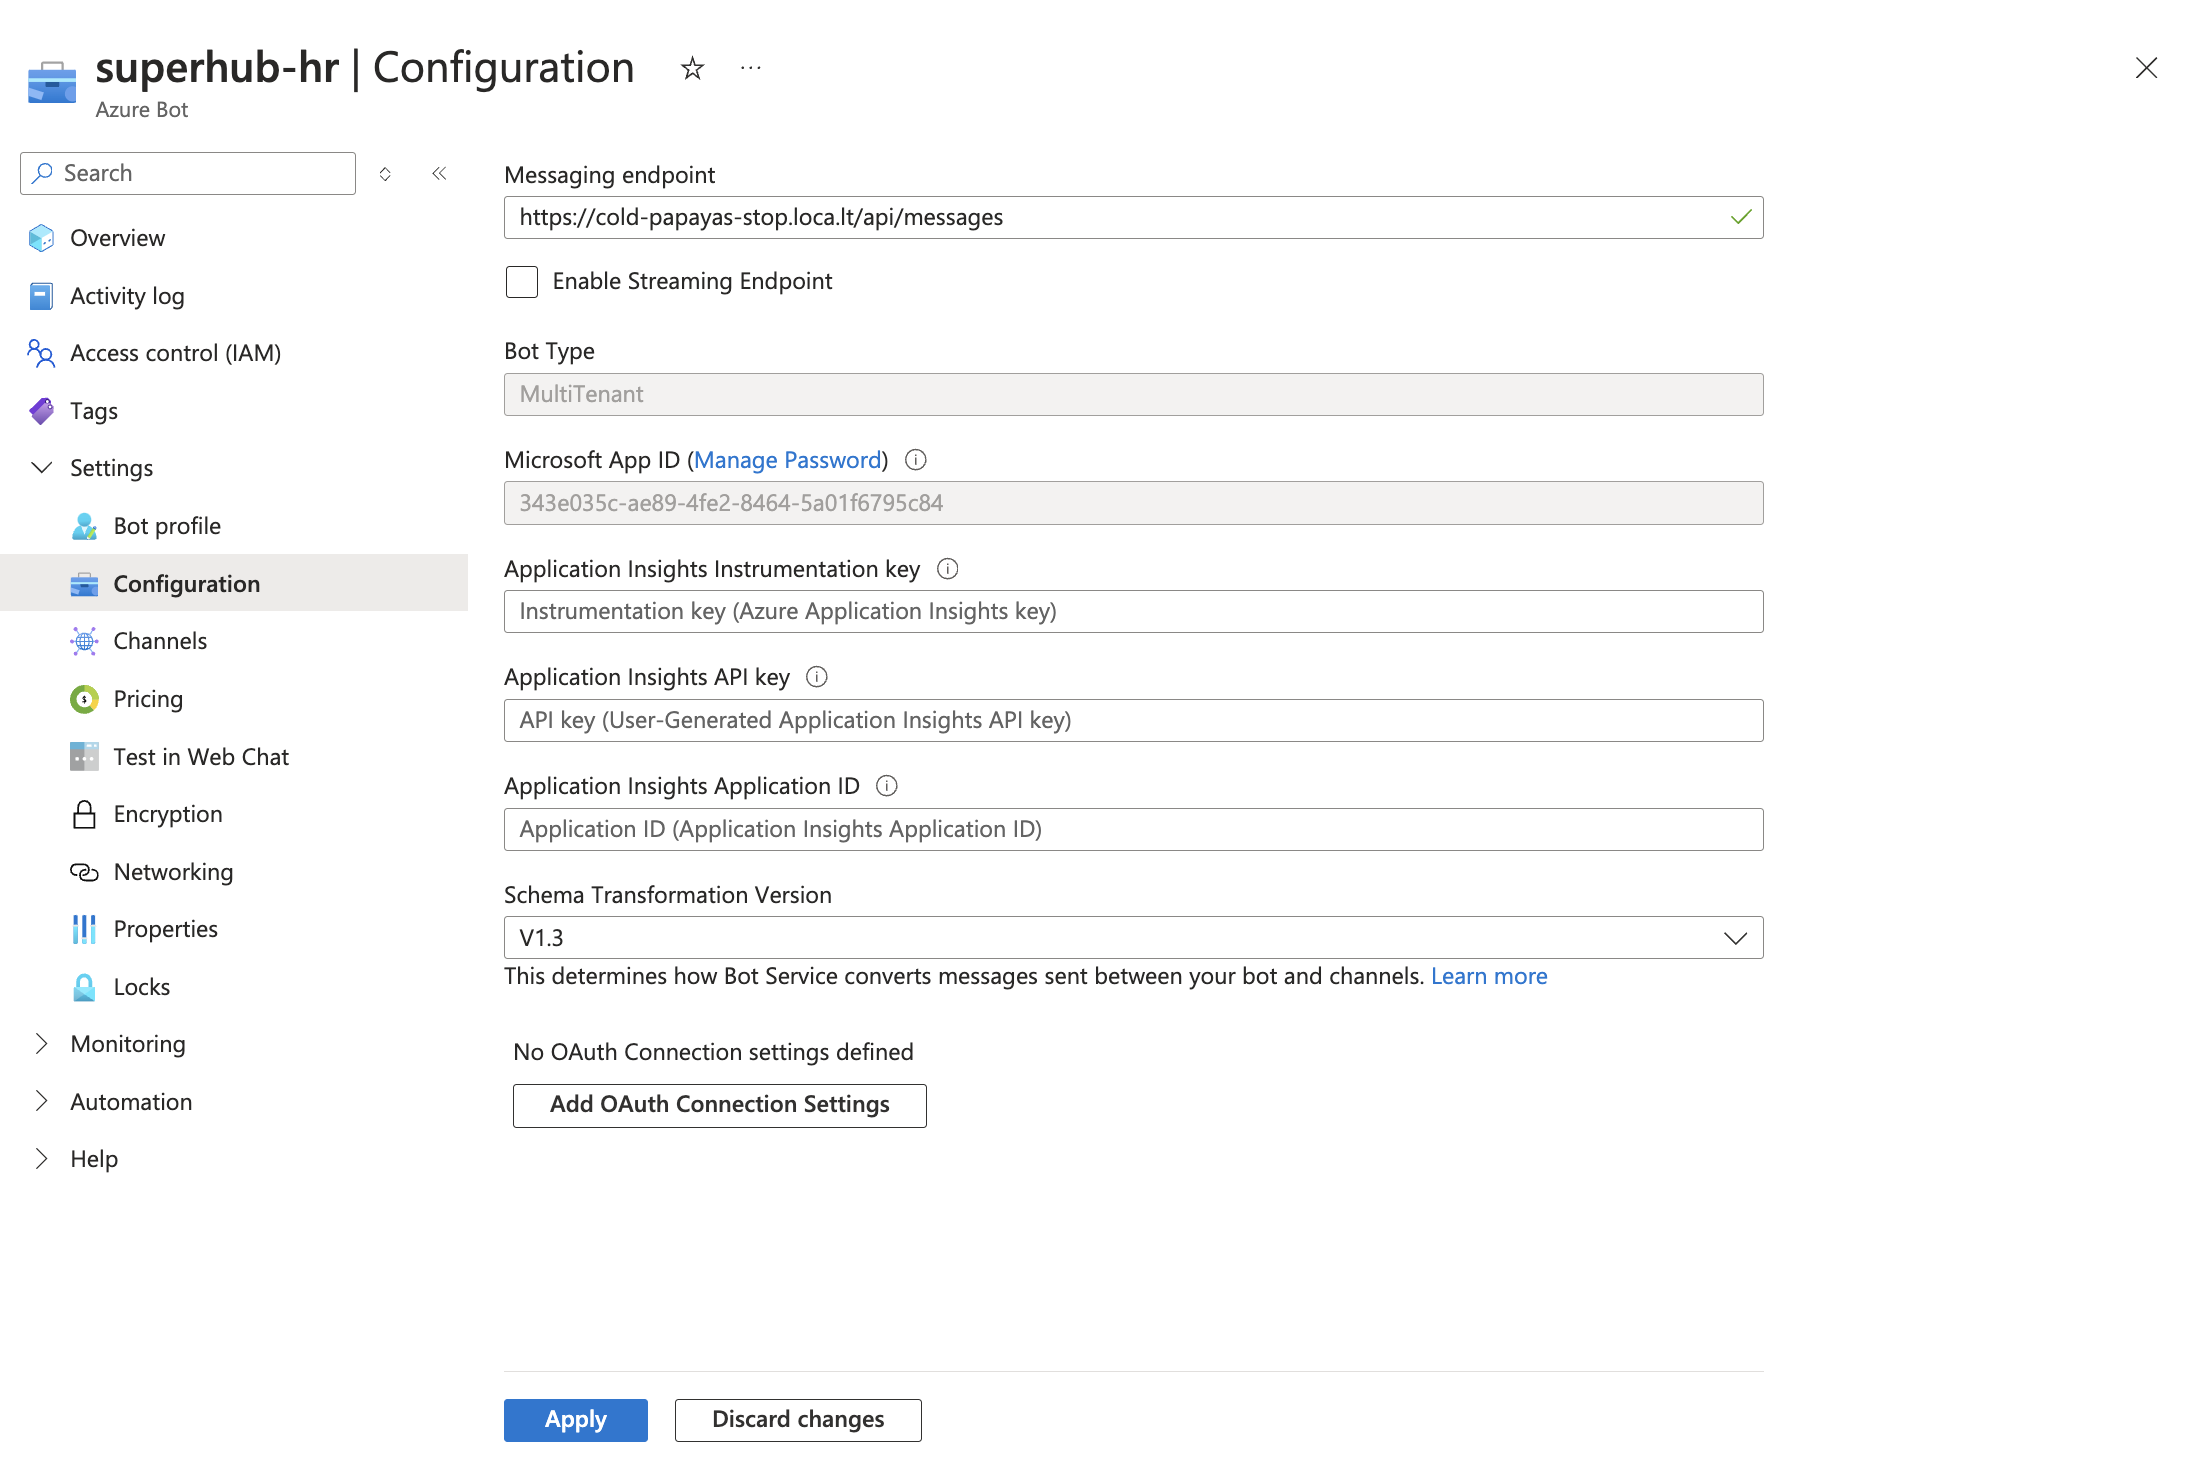 superhub-hr | Configuration
Azure Bot
Search
Overview
Activity log
Access control (IAM)
Tags
Settings
Bot profile
Configuration
Channels
Pricing
Test in Web Chat
Encryption
Networking
Properties
Locks
Monitoring
Automation
Help
Messaging endpoint
https://cold-papayas-stop.loca.lt/api/messages
Enable Streaming Endpoint
Bot Type
MultiTenant
Microsoft App ID (Manage Password)
343e035c-ae89-4fe2-8464-5a01f6795c84
Application Insights Instrumentation key
Instrumentation key (Azure Application Insights key)
Application Insights API key
API key (User-Generated Application Insights API key)
Application Insights Application ID
Application ID (Application Insights Application ID)
Schema Transformation Version
V1.3
This determines how Bot Service converts messages sent between your bot and channels. Learn more
No OAuth Connection settings defined
Add OAuth Connection Settings
Apply
Discard changes